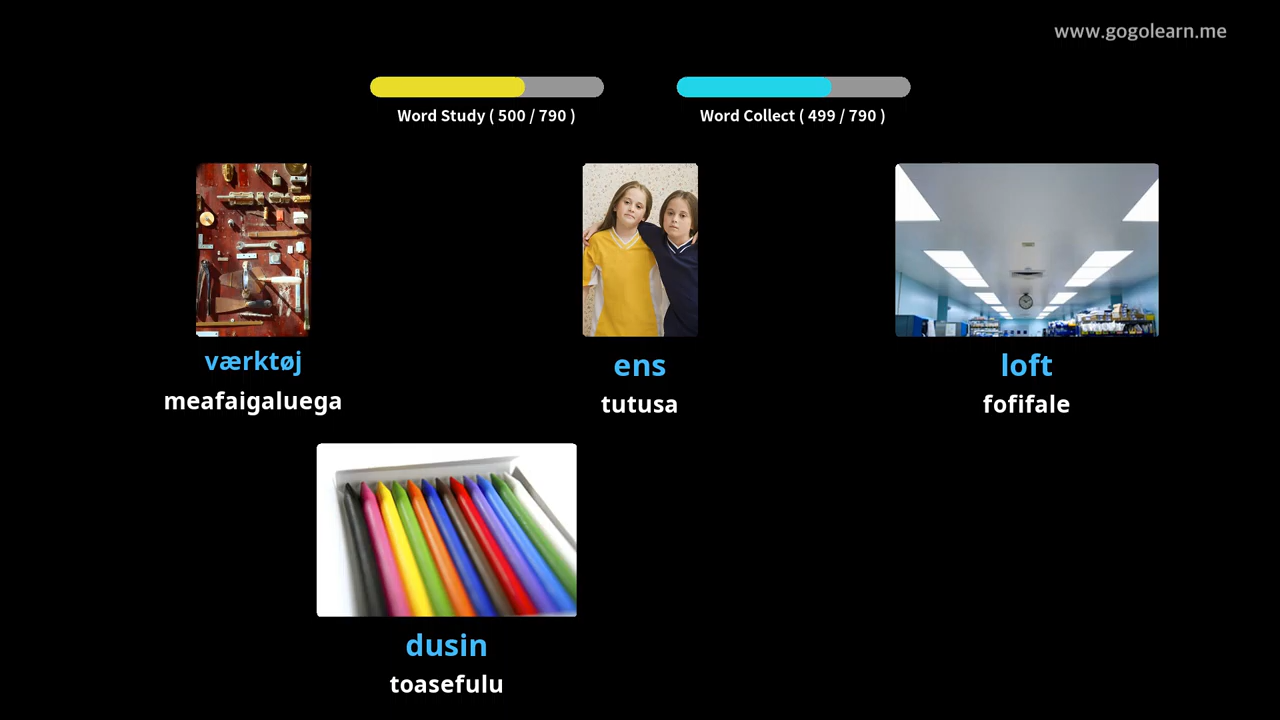 www.gogolearn.me
Word Study ( 500 / 790 )
Word Collect ( 499 / 790 )
værktøj
meafaigaluega
ens
tutusa
loft
fofifale
dusin
toasefulu